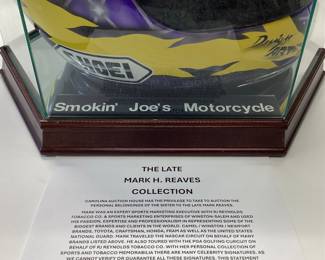 SHOEI
Smokin' Joe's Motorcycle
THE LATE
MARK H. REAVES
COLLECTION
CAROLINA AUCTION HOUSE HAS THE PRIVILEGE TO TAKE TO AUCTION THE
PERSONAL BELONGINGS OF THE SISTER TO THE LATE MARK REAVES.
MARK WAS AN EXPERT SPORTS MARKETING EXECUTIVE WITH RJ REYNOLDS
TOBACCO CO. & SPORTS MARKETING ENTERPRISES OF WINSTON-SALEM AND USED
HIS PASSION, EXPERTISE AND PROFESSIONALISM IN REPRESENTING SOME OF THE
BIGGEST BRANDS AND CLIENTS IN THE WORLD. CAMEL / WINSTON / NEWPORT
BRANDS, TOYOTA, CRAFTSMAN, HONDA, FRAM AS WELL AS THE UNITED STATES
NATIONAL GUARD. MARK TRAVELED THE NASCAR CIRCUIT ON BEHALF OF MANY
BRANDS LISTED ABOVE. HE ALSO TOURED WITH THE PGA GOLFING CIRCUIT ON
BEHALF OF RJ REYNOLDS TOBACCO CO. WITH HER PERSONAL COLLECTION OF
SPORTS AND TOBACCO MEMORABILIA THERE ARE MANY CELEBRITY SIGNATURES. AS
WE CANNOT VERIFY OR GUARANTEE ALL THESE SIGNATURES, THIS STATEMENT